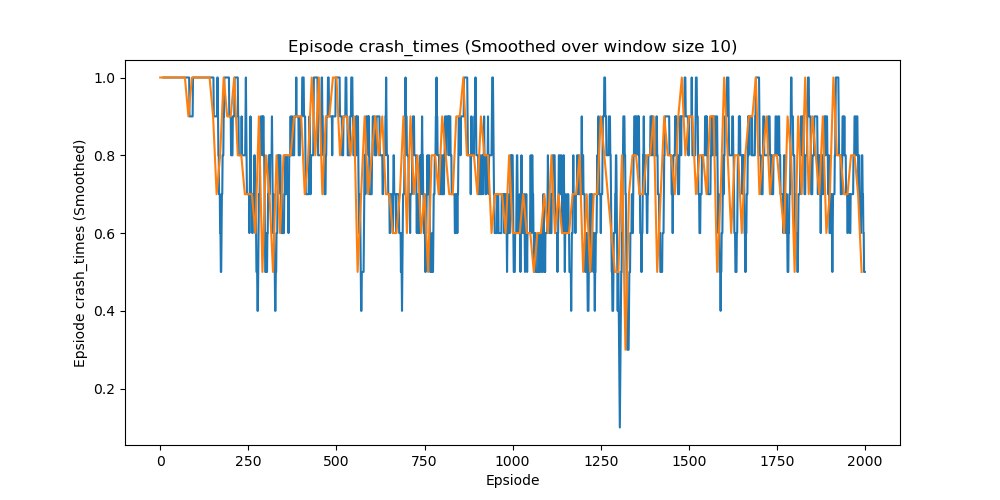 Episode crash_times (Smoothed over window size 10)
Epsiode crash_times (Smoothed)
1.0
0.8
0.6
0.4
0.2
0 250 500 750 1000 1250 1500 1750 2000
Epsiode